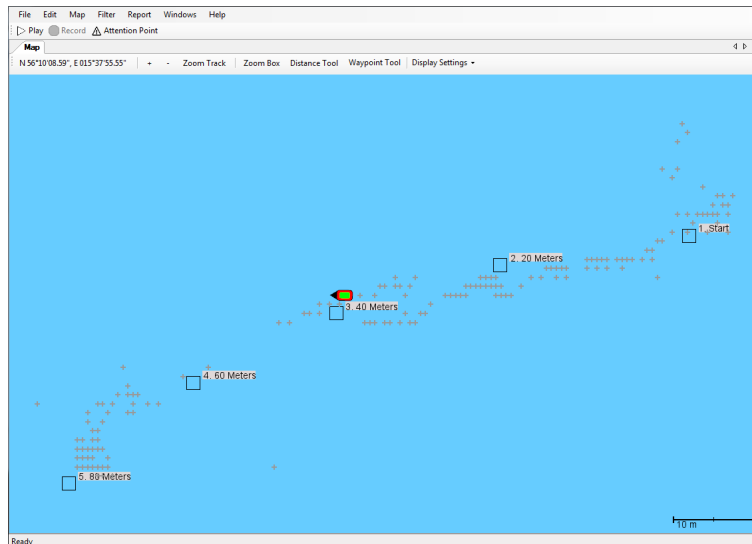 File Edit Map Filter Report Windows Help
Play Record Attention Point
Map
N 56°10'08.59", E 015°37'55.55" + - Zoom Track Zoom Box Distance Tool Waypoint Tool Display Settings
1. Start
2. 20 Meters
3. 40 Meters
4. 60 Meters
5. 80 Meters
10 m
Ready